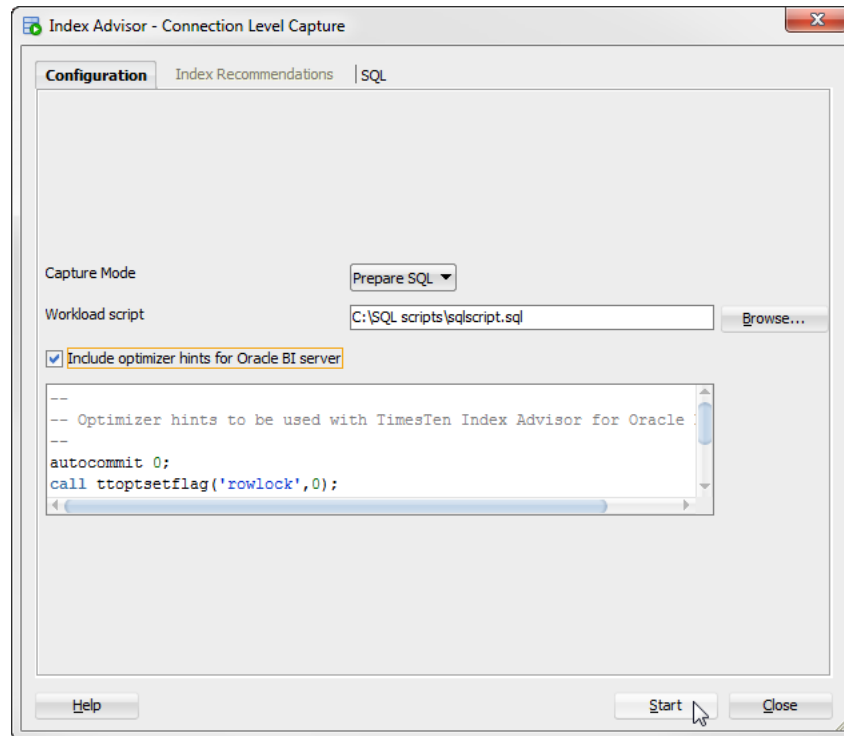 Index Advisor - Connection Level Capture
Configuration Index Recommendations SQL
Capture Mode Prepare SQL
Workload script C:\SQL scripts\sqlscript.sql Browse...
Include optimizer hints for Oracle BI server
--
-- Optimizer hints to be used with TimesTen Index Advisor for Oracle
--
autocommit 0;
call ttoptsetflag('rowlock',0);
Help Start Close